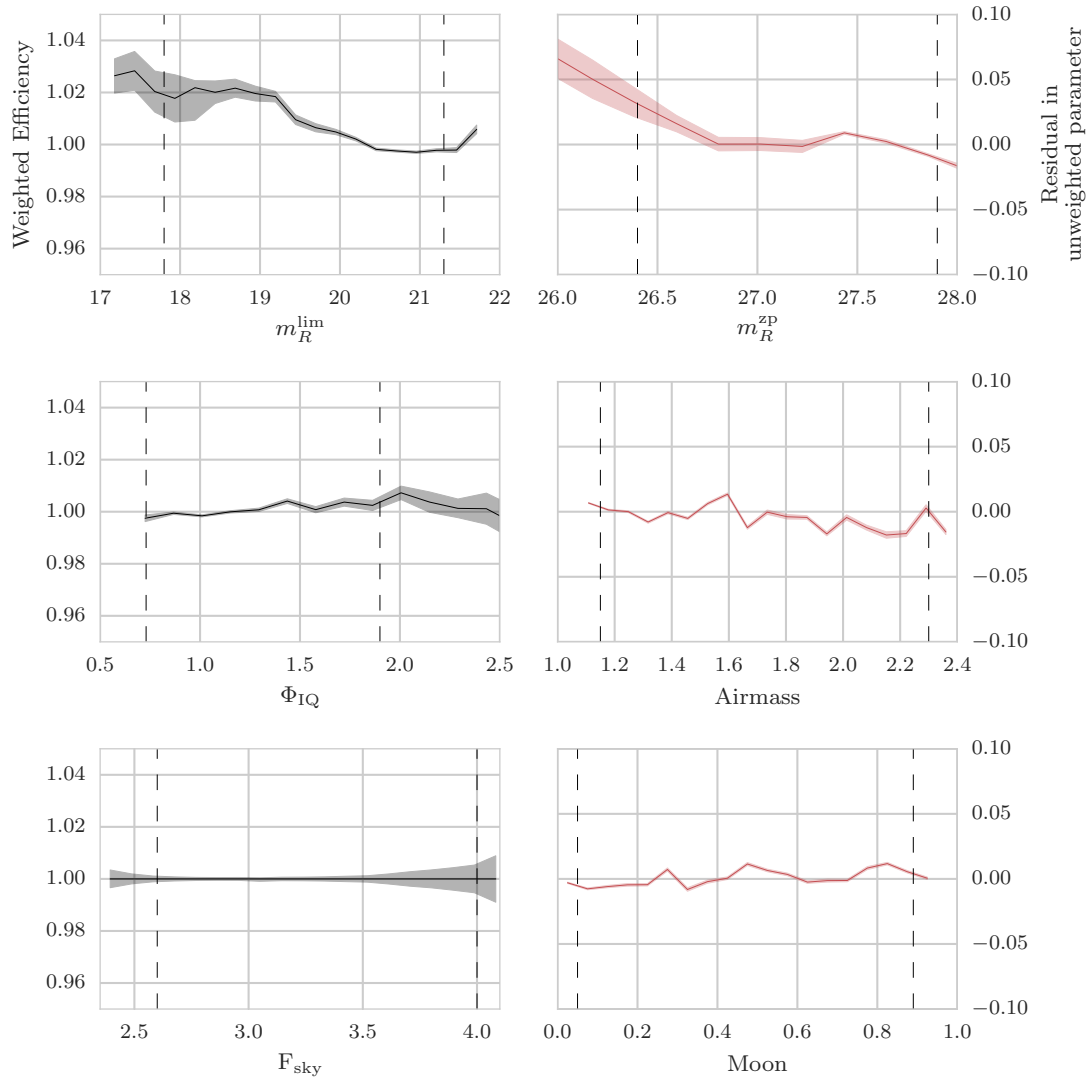 1.04
1.02
1.00
0.98
0.96
Weighted Efficiency
17 18 19 20 21 22
m_R^lim
0.10
0.05
0.00
−0.05
−0.10
Residual in
unweighted parameter
26.0 26.5 27.0 27.5 28.0
m_R^zp
1.04
1.02
1.00
0.98
0.96
0.5 1.0 1.5 2.0 2.5
Φ_IQ
0.10
0.05
0.00
−0.05
−0.10
1.0 1.2 1.4 1.6 1.8 2.0 2.2 2.4
Airmass
1.04
1.02
1.00
0.98
0.96
2.5 3.0 3.5 4.0
F_sky
0.10
0.05
0.00
−0.05
−0.10
0.0 0.2 0.4 0.6 0.8 1.0
Moon